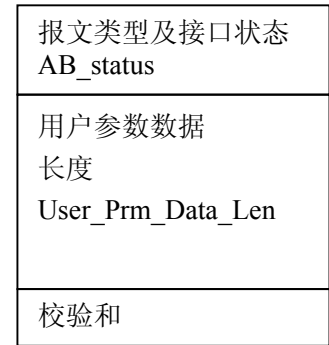 报文类型及接口状态
AB_status
用户参数数据
长度
User_Prm_Data_Len
校验和